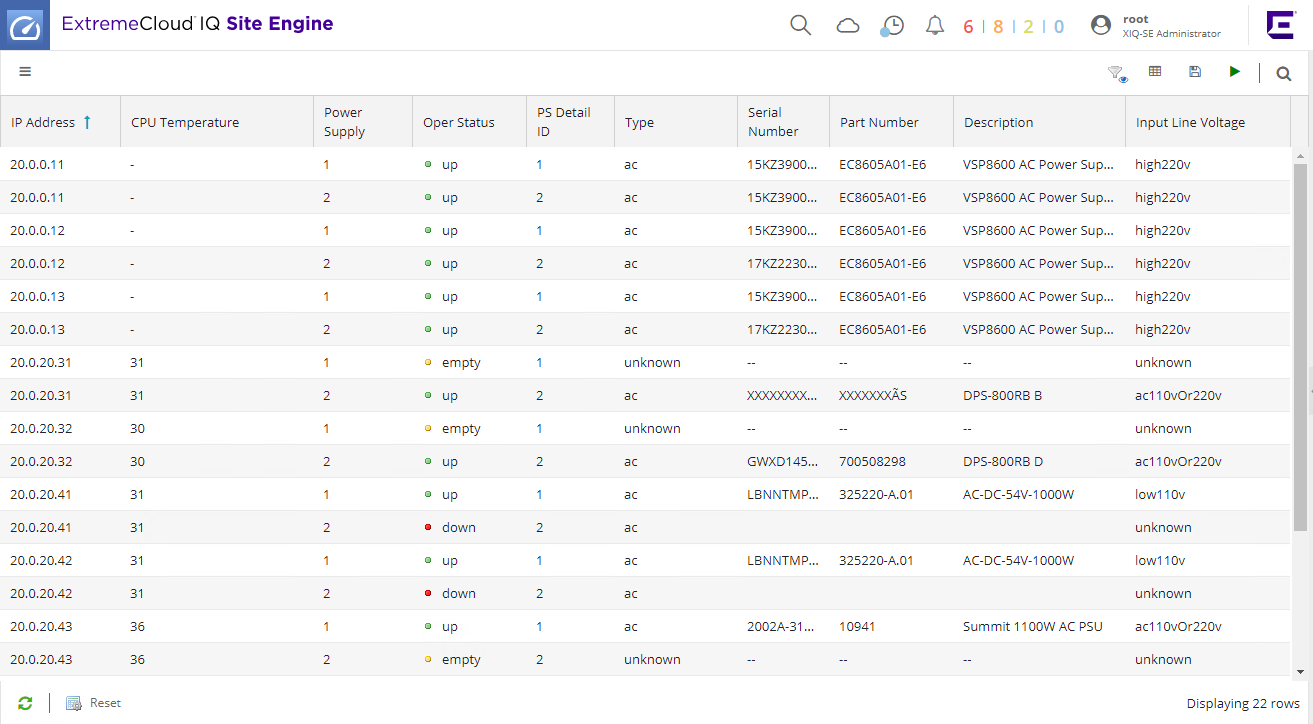 ExtremeCloud IQ Site Engine
6 | 8 | 2 | 0
root
XIQ-SE Administrator
IP Address CPU Temperature Power Supply Oper Status PS Detail ID Type Serial Number Part Number Description Input Line Voltage
20.0.0.11 - 1 up 1 ac 15KZ3900... EC8605A01-E6 VSP8600 AC Power Sup... high220v
20.0.0.11 - 2 up 2 ac 15KZ3900... EC8605A01-E6 VSP8600 AC Power Sup... high220v
20.0.0.12 - 1 up 1 ac 15KZ3900... EC8605A01-E6 VSP8600 AC Power Sup... high220v
20.0.0.12 - 2 up 2 ac 17KZ2230... EC8605A01-E6 VSP8600 AC Power Sup... high220v
20.0.0.13 - 1 up 1 ac 15KZ3900... EC8605A01-E6 VSP8600 AC Power Sup... high220v
20.0.0.13 - 2 up 2 ac 17KZ2230... EC8605A01-E6 VSP8600 AC Power Sup... high220v
20.0.20.31 31 1 empty 1 unknown -- -- -- unknown
20.0.20.31 31 2 up 2 ac XXXXXXXX... XXXXXXXÃS DPS-800RB B ac110vOr220v
20.0.20.32 30 1 empty 1 unknown -- -- -- unknown
20.0.20.32 30 2 up 2 ac GWXD145... 700508298 DPS-800RB D ac110vOr220v
20.0.20.41 31 1 up 1 ac LBNNTMP... 325220-A.01 AC-DC-54V-1000W low110v
20.0.20.41 31 2 down 2 ac unknown
20.0.20.42 31 1 up 1 ac LBNNTMP... 325220-A.01 AC-DC-54V-1000W low110v
20.0.20.42 31 2 down 2 ac unknown
20.0.20.43 36 1 up 1 ac 2002A-31... 10941 Summit 1100W AC PSU ac110vOr220v
20.0.20.43 36 2 empty 2 unknown -- -- -- unknown
Reset
Displaying 22 rows